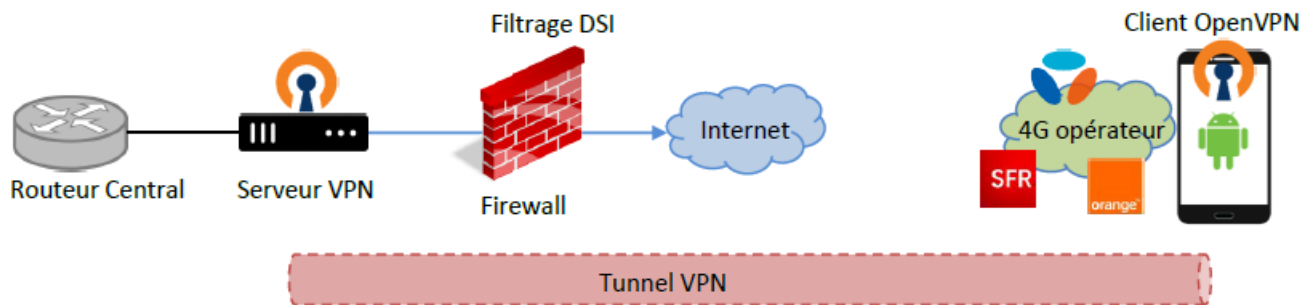 Filtrage DSI
Client OpenVPN
Internet
4G opérateur
SFR
orange
Routeur Central
Serveur VPN
Firewall
Tunnel VPN